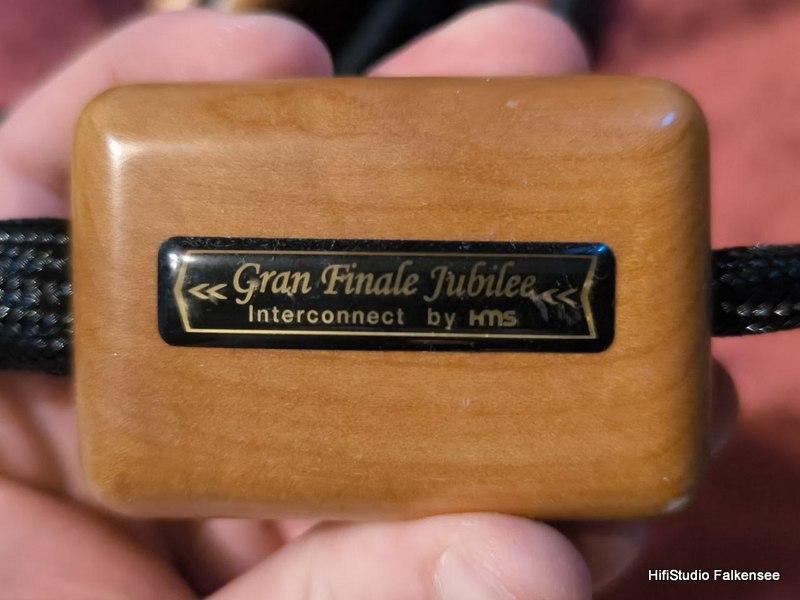 << Gran Finale Jubilee <<
Interconnect by HMS
HifiStudio Falkensee